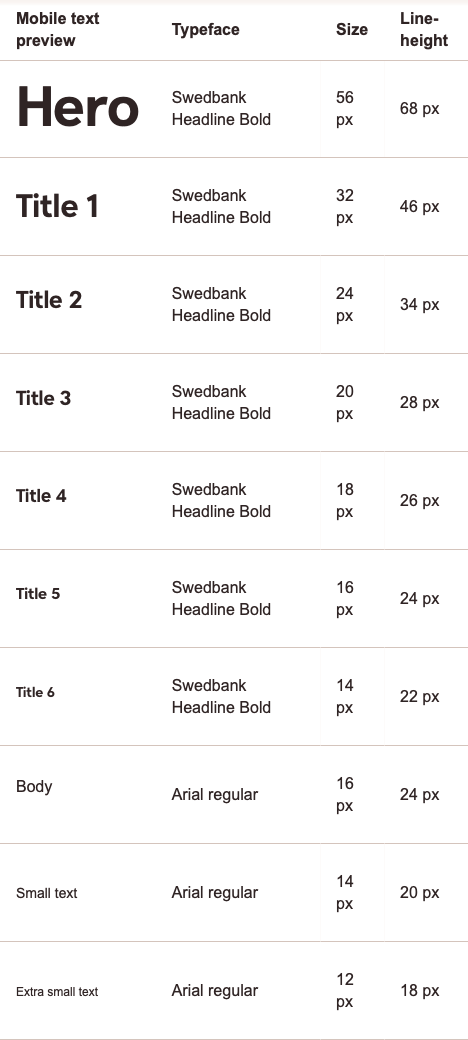 Mobile text preview | Typeface | Size | Line-height
Hero | Swedbank Headline Bold | 56 px | 68 px
Title 1 | Swedbank Headline Bold | 32 px | 46 px
Title 2 | Swedbank Headline Bold | 24 px | 34 px
Title 3 | Swedbank Headline Bold | 20 px | 28 px
Title 4 | Swedbank Headline Bold | 18 px | 26 px
Title 5 | Swedbank Headline Bold | 16 px | 24 px
Title 6 | Swedbank Headline Bold | 14 px | 22 px
Body | Arial regular | 16 px | 24 px
Small text | Arial regular | 14 px | 20 px
Extra small text | Arial regular | 12 px | 18 px